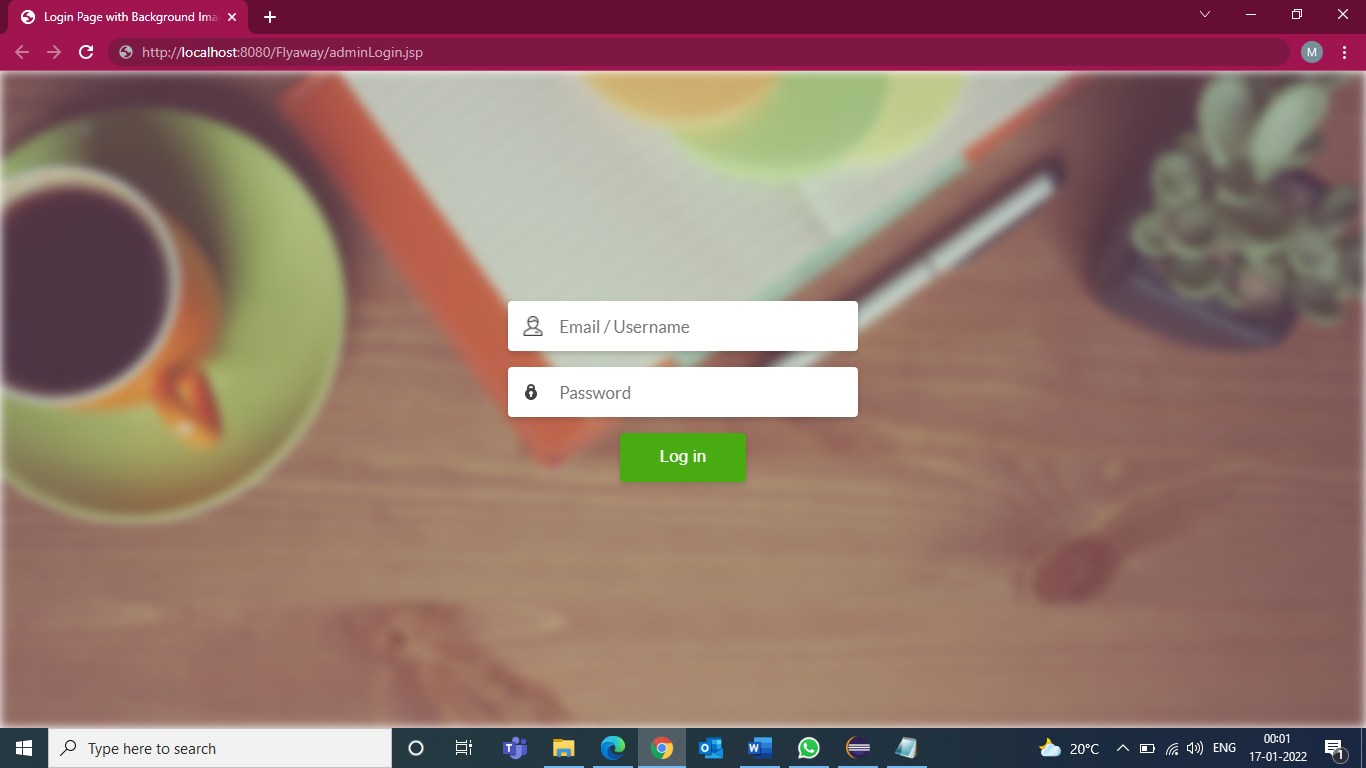 Login Page with Background Ima
http://localhost:8080/Flyaway/adminLogin.jsp
M
Email / Username
Password
Log in
Type here to search
20°C
ENG
00:01
17-01-2022
1